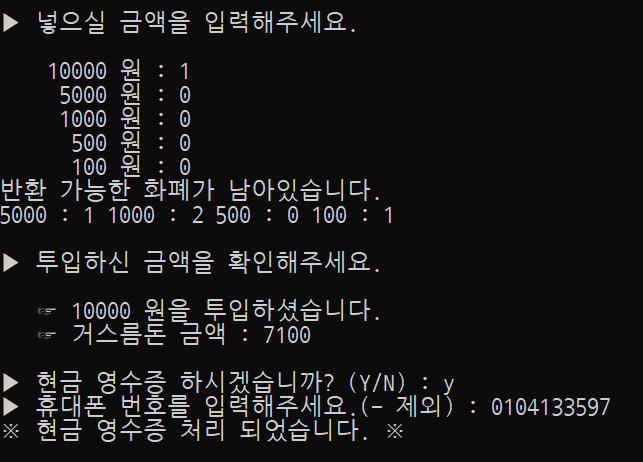 ▶ 넣으실 금액을 입력해주세요.
10000 원 : 1
5000 원 : 0
1000 원 : 0
500 원 : 0
100 원 : 0
반환 가능한 화폐가 남아있습니다.
5000 : 1 1000 : 2 500 : 0 100 : 1
▶ 투입하신 금액을 확인해주세요.
☞ 10000 원을 투입하셨습니다.
☞ 거스름돈 금액 : 7100
▶ 현금 영수증 하시겠습니까? (Y/N) : y
▶ 휴대폰 번호를 입력해주세요.(- 제외) : 0104133597
※ 현금 영수증 처리 되었습니다. ※